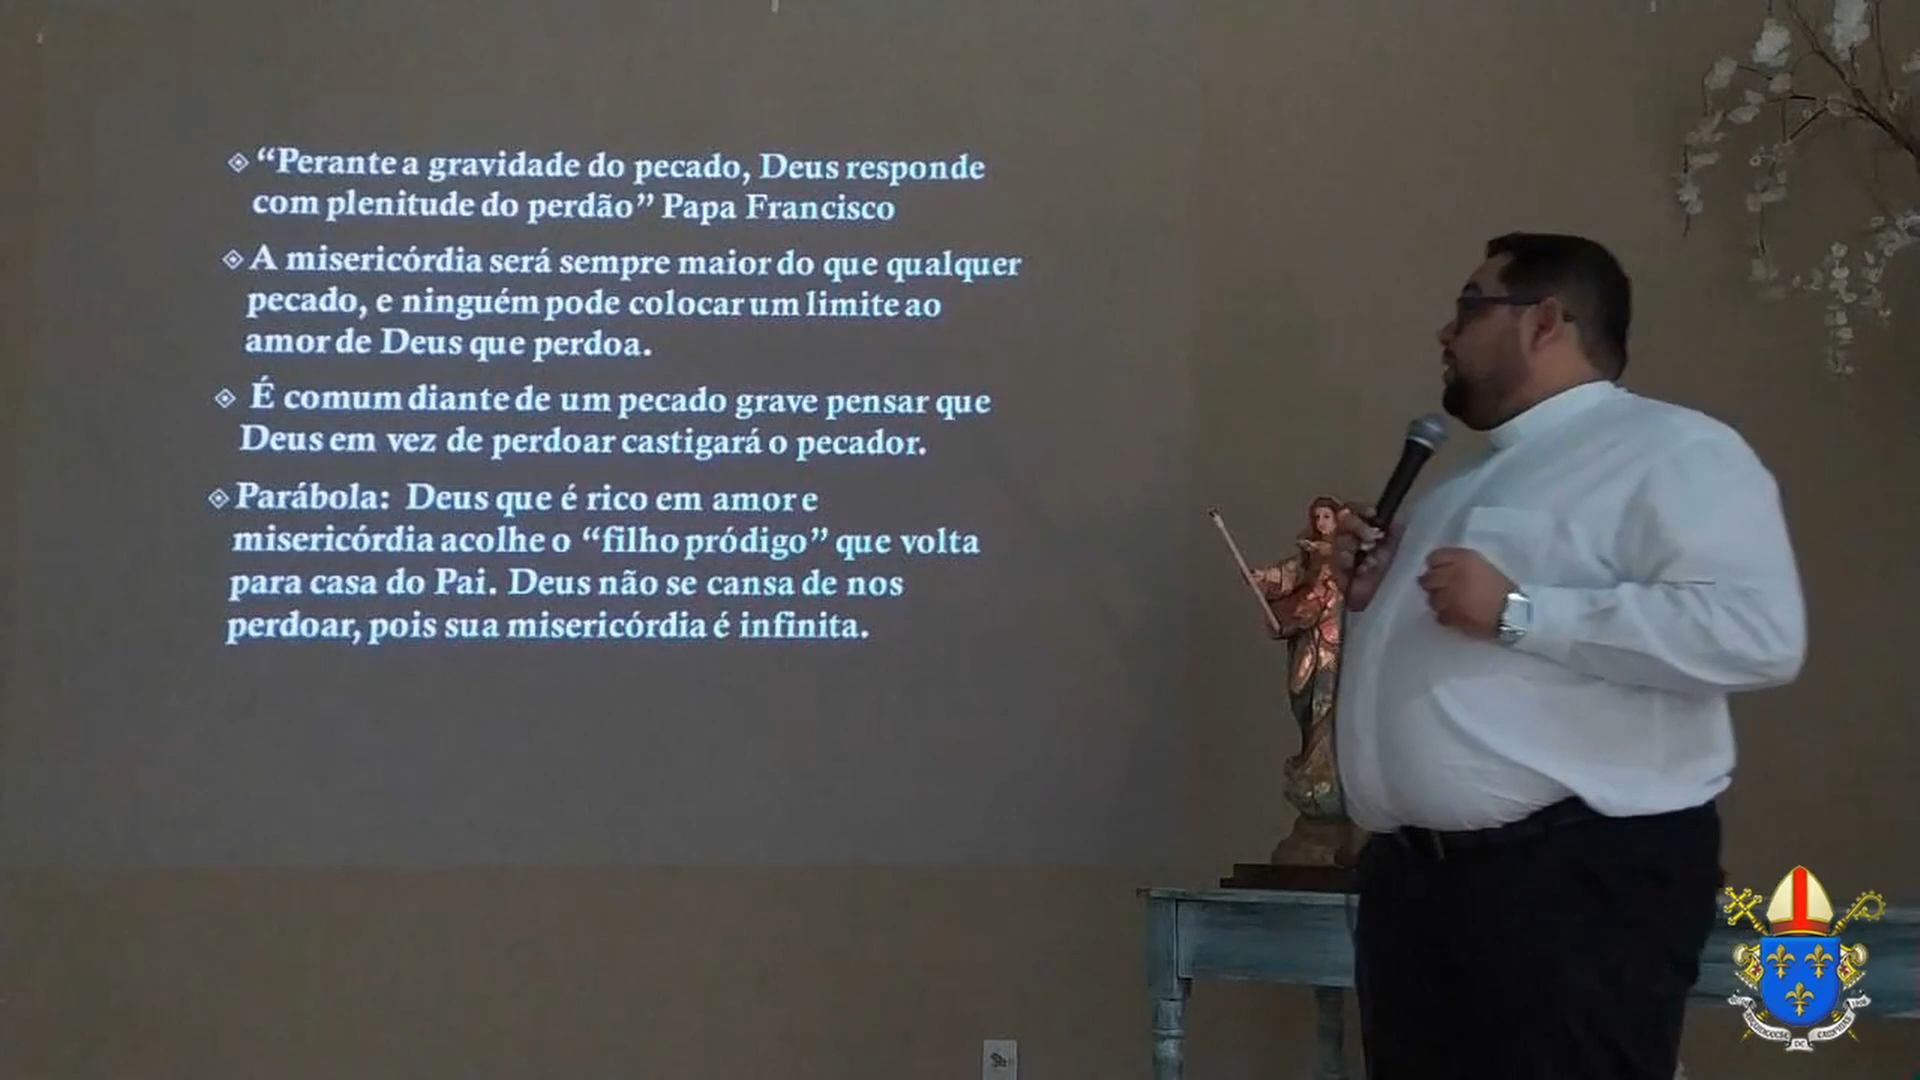 “Perante a gravidade do pecado, Deus responde
com plenitude do perdão” Papa Francisco
A misericórdia será sempre maior do que qualquer
pecado, e ninguém pode colocar um limite ao
amor de Deus que perdoa.
É comum diante de um pecado grave pensar que
Deus em vez de perdoar castigará o pecador.
Parábola: Deus que é rico em amor e
misericórdia acolhe o “filho pródigo” que volta
para casa do Pai. Deus não se cansa de nos
perdoar, pois sua misericórdia é infinita.